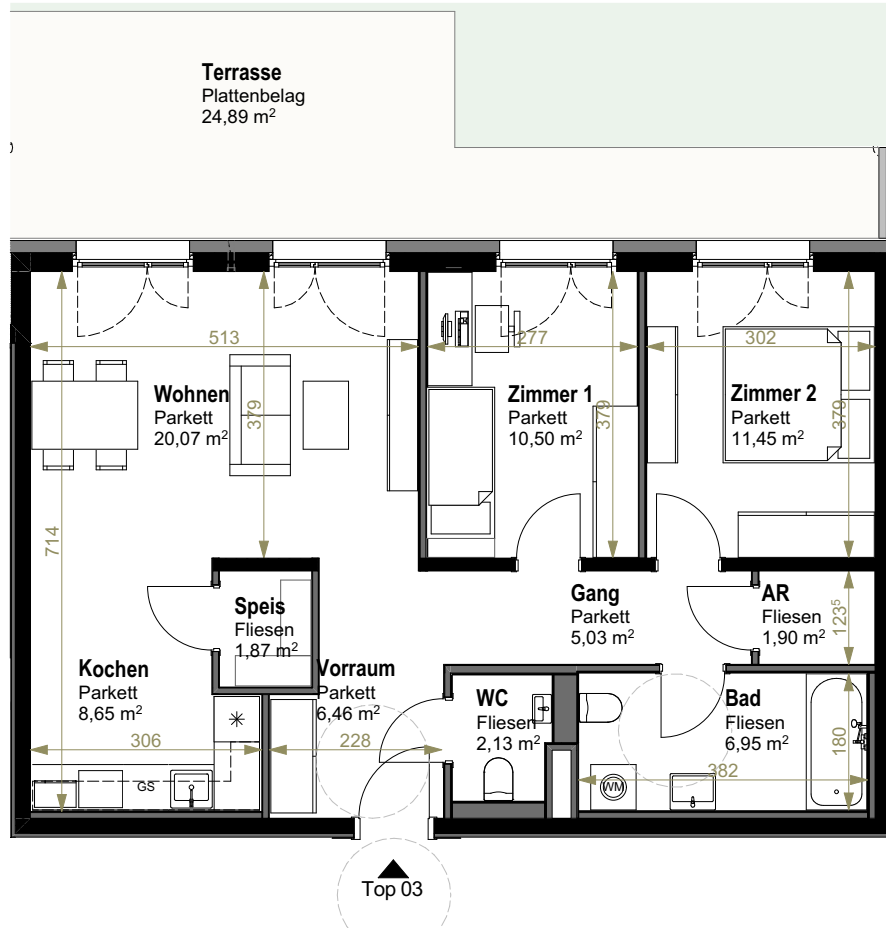 Terrasse
Plattenbelag
24,89 m²
513
277
302
Wohnen
Parkett
20,07 m²
379
Zimmer 1
Parkett
10,50 m²
379
Zimmer 2
Parkett
11,45 m²
379
714
Speis
Fliesen
1,87 m²
Gang
Parkett
5,03 m²
AR
Fliesen
1,90 m²
123⁵
Kochen
Parkett
8,65 m²
Vorraum
Parkett
6,46 m²
WC
Fliesen
2,13 m²
Bad
Fliesen
6,95 m²
180
306
228
382
GS
WM
Top 03